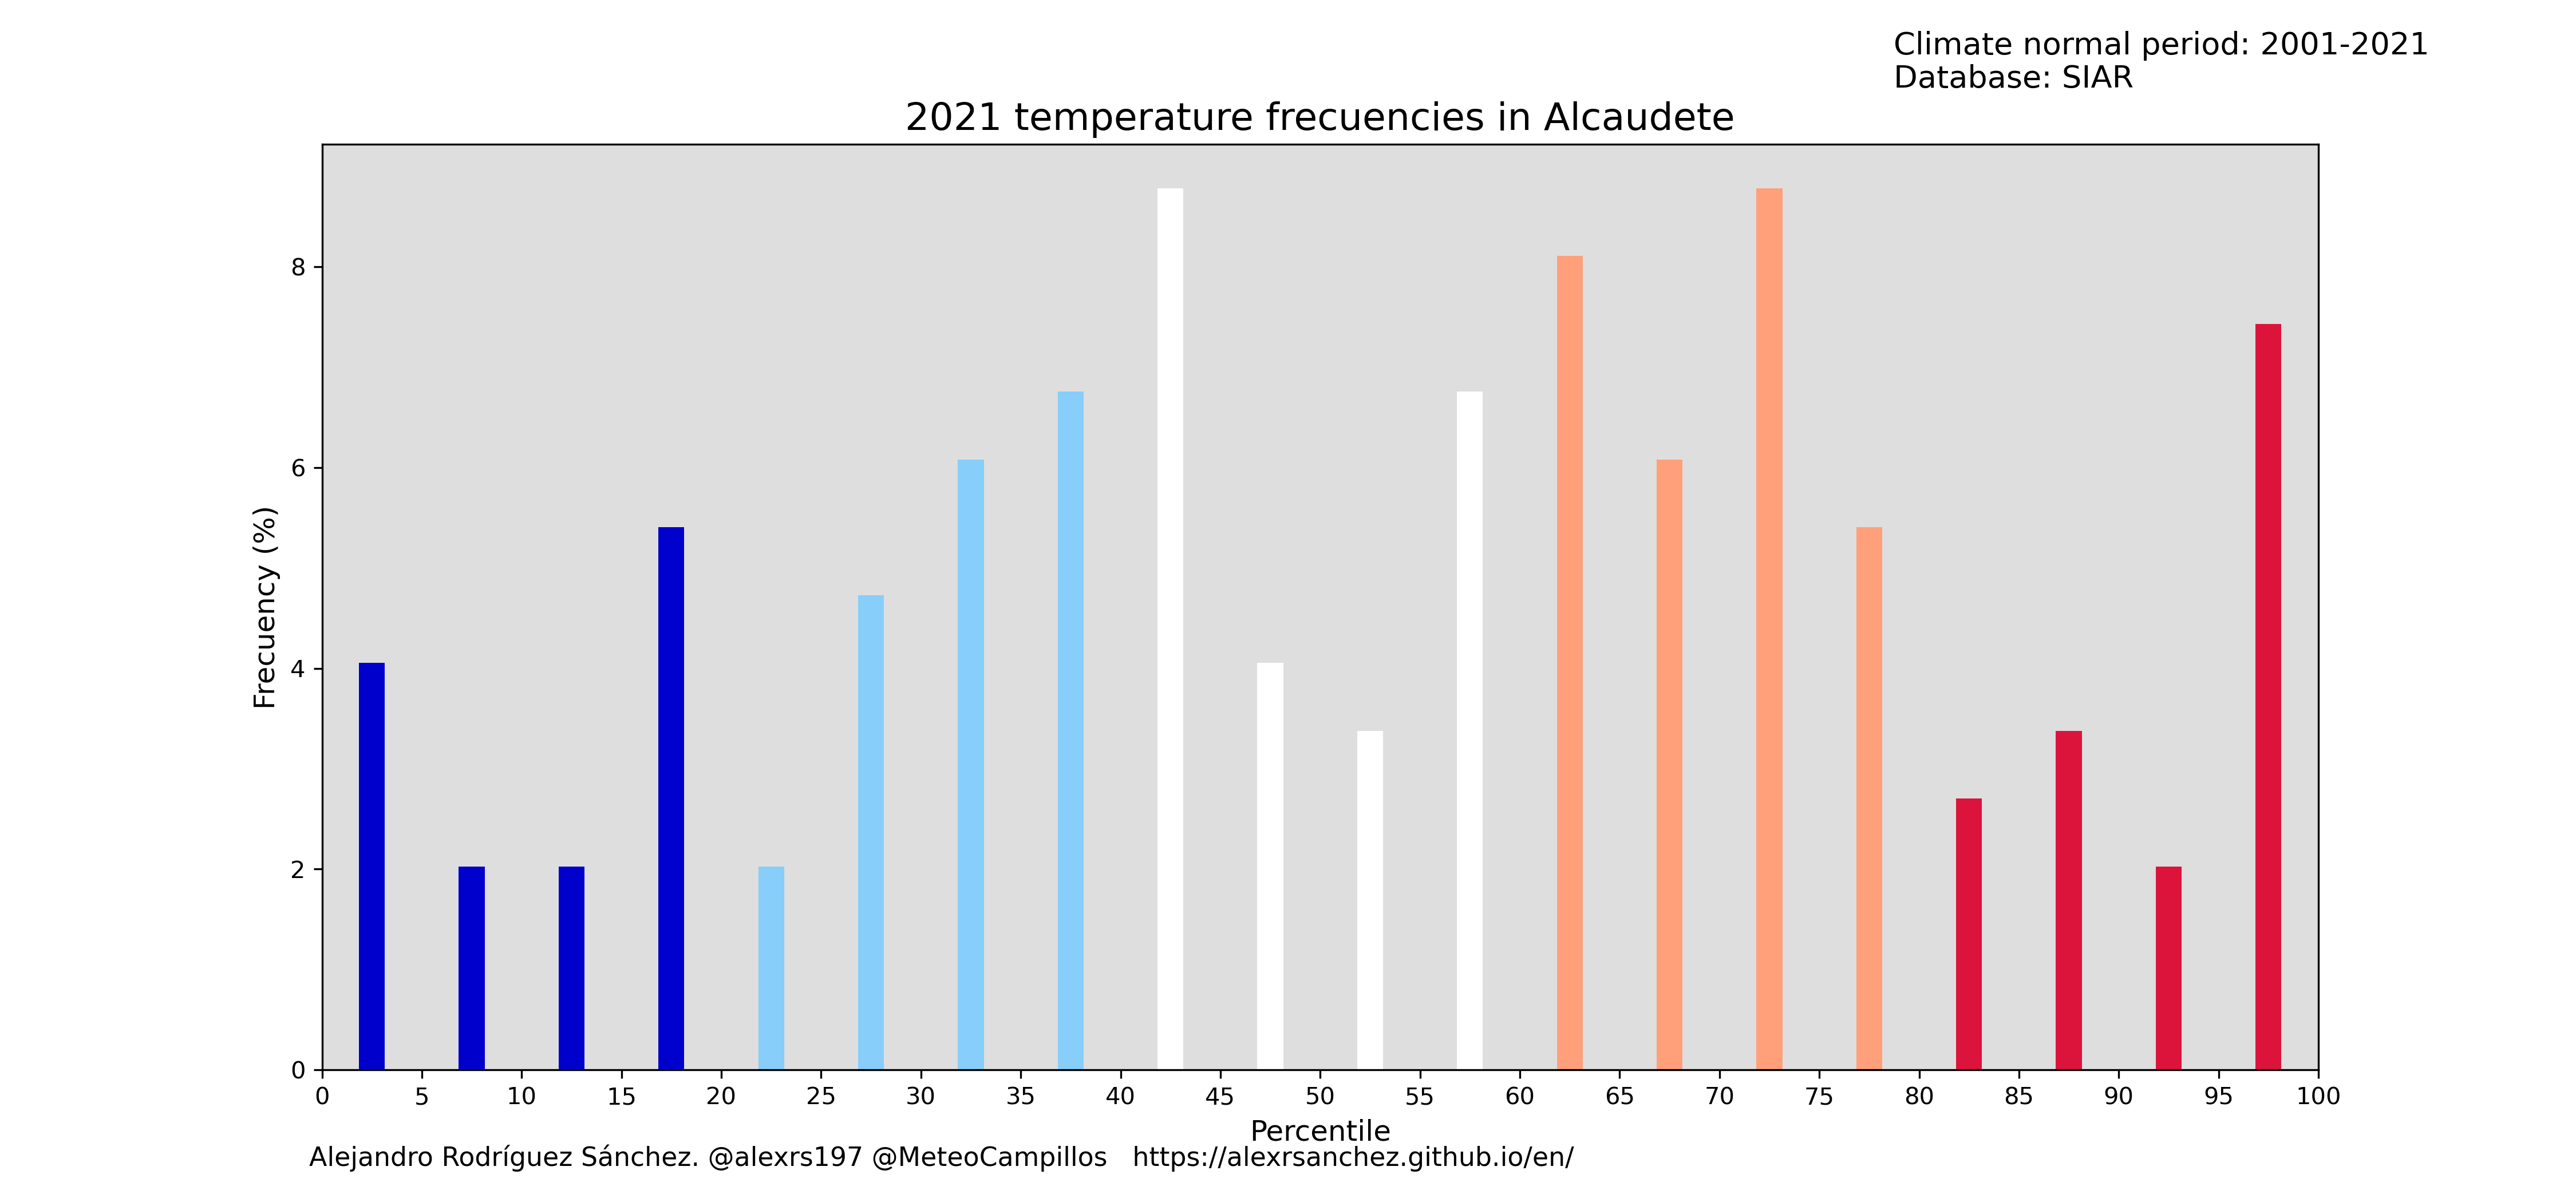 Climate normal period: 2001-2021
Database: SIAR
2021 temperature frecuencies in Alcaudete
Frecuency (%)
8
6
4
2
0
0 5 10 15 20 25 30 35 40 45 50 55 60 65 70 75 80 85 90 95 100
Percentile
Alejandro Rodríguez Sánchez. @alexrs197 @MeteoCampillos https://alexrsanchez.github.io/en/